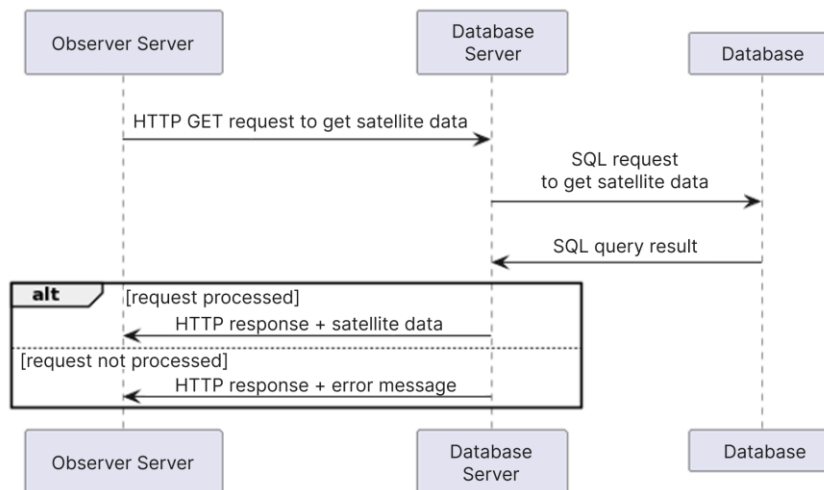 Observer Server
Database
Server
Database
HTTP GET request to get satellite data
SQL request
to get satellite data
SQL query result
alt
[request processed]
HTTP response + satellite data
[request not processed]
HTTP response + error message
Observer Server
Database
Server
Database